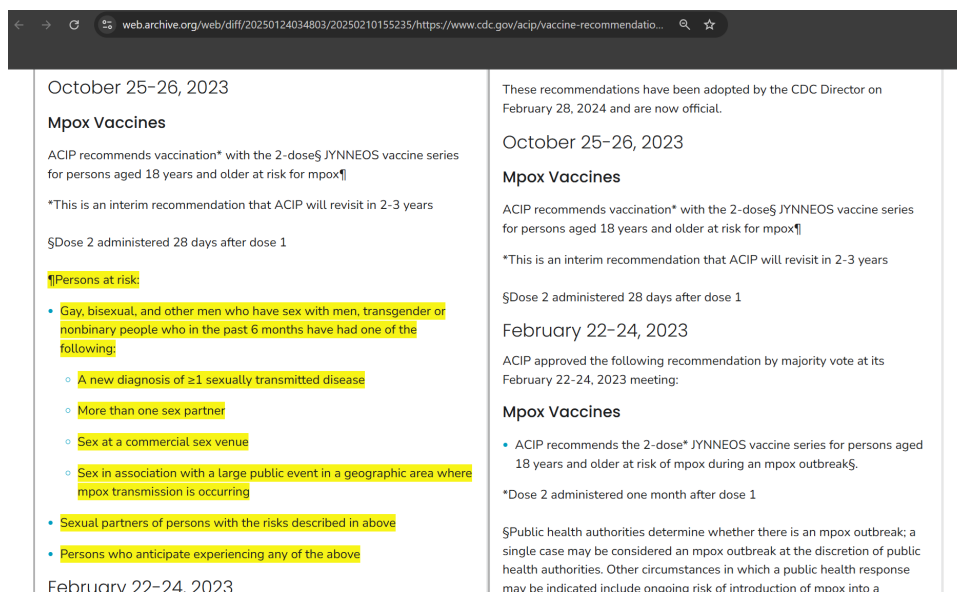 web.archive.org/web/diff/20250124034803/20250210155235/https://www.cdc.gov/acip/vaccine-recommendatio...
October 25-26, 2023
Mpox Vaccines
ACIP recommends vaccination* with the 2-dose§ JYNNEOS vaccine series
for persons aged 18 years and older at risk for mpox¶
*This is an interim recommendation that ACIP will revisit in 2-3 years
§Dose 2 administered 28 days after dose 1
¶Persons at risk:
• Gay, bisexual, and other men who have sex with men, transgender or
nonbinary people who in the past 6 months have had one of the
following:
◦ A new diagnosis of ≥1 sexually transmitted disease
◦ More than one sex partner
◦ Sex at a commercial sex venue
◦ Sex in association with a large public event in a geographic area where
mpox transmission is occurring
• Sexual partners of persons with the risks described in above
• Persons who anticipate experiencing any of the above
February 22-24, 2023
These recommendations have been adopted by the CDC Director on
February 28, 2024 and are now official.
October 25-26, 2023
Mpox Vaccines
ACIP recommends vaccination* with the 2-dose§ JYNNEOS vaccine series
for persons aged 18 years and older at risk for mpox¶
*This is an interim recommendation that ACIP will revisit in 2-3 years
§Dose 2 administered 28 days after dose 1
February 22-24, 2023
ACIP approved the following recommendation by majority vote at its
February 22-24, 2023 meeting:
Mpox Vaccines
• ACIP recommends the 2-dose* JYNNEOS vaccine series for persons aged
18 years and older at risk of mpox during an mpox outbreak§.
*Dose 2 administered one month after dose 1
§Public health authorities determine whether there is an mpox outbreak; a
single case may be considered an mpox outbreak at the discretion of public
health authorities. Other circumstances in which a public health response
may be indicated include ongoing risk of introduction of mpox into a